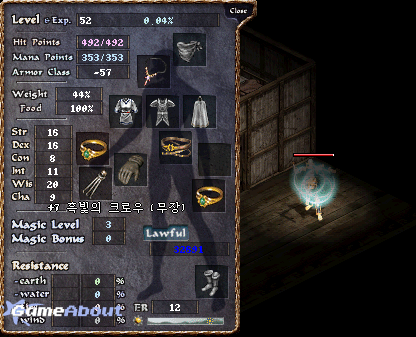 Close
Level & Exp. 52 0.04%
Hit Points 492/492
Mana Points 353/353
Armor Class -57
Weight 44%
Food 100%
Str 16
Dex 16
Con 8
Int 11
Wis 20
Cha 9
+7 흑빛의 크로우 (무장)
Magic Level 3
Magic Bonus 0
Lawful
Resistance
-earth 0 %
-water 0 %
%
-wind 0 %
ER 12
GameAbout